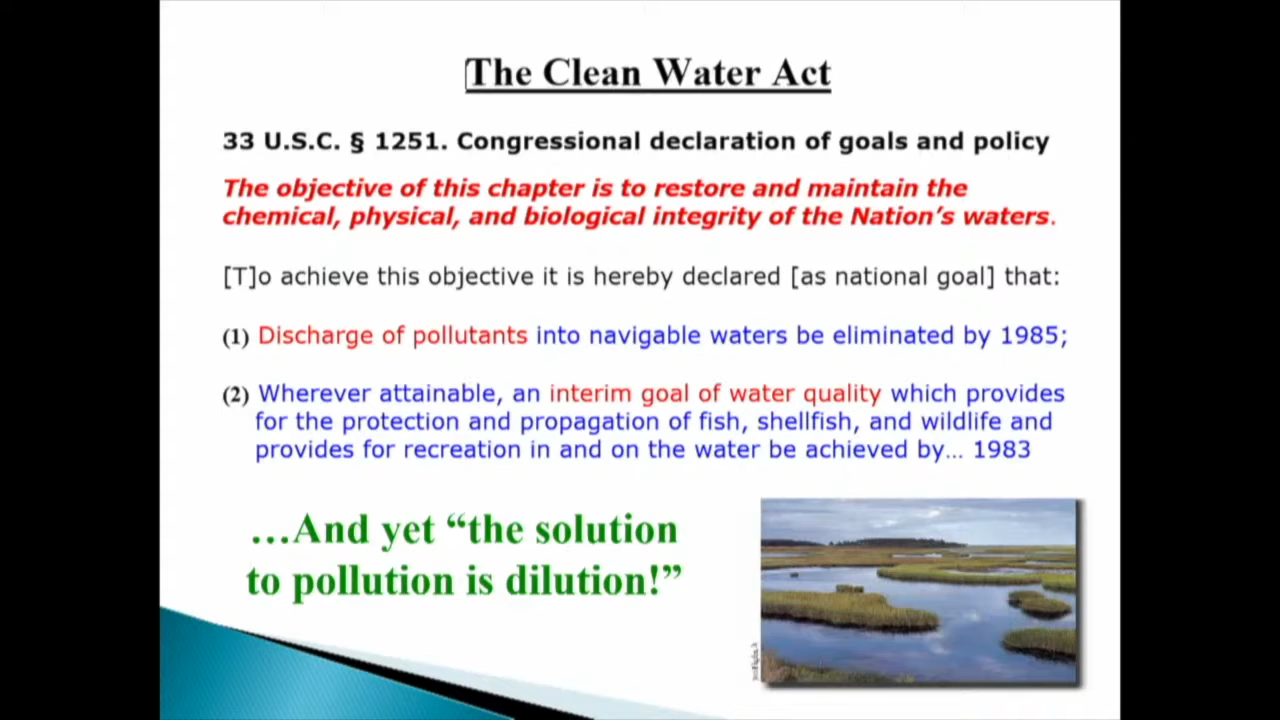 The Clean Water Act
33 U.S.C. § 1251. Congressional declaration of goals and policy
The objective of this chapter is to restore and maintain the
chemical, physical, and biological integrity of the Nation’s waters.
[T]o achieve this objective it is hereby declared [as national goal] that:
(1) Discharge of pollutants into navigable waters be eliminated by 1985;
(2) Wherever attainable, an interim goal of water quality which provides
for the protection and propagation of fish, shellfish, and wildlife and
provides for recreation in and on the water be achieved by… 1983
…And yet “the solution
to pollution is dilution!”